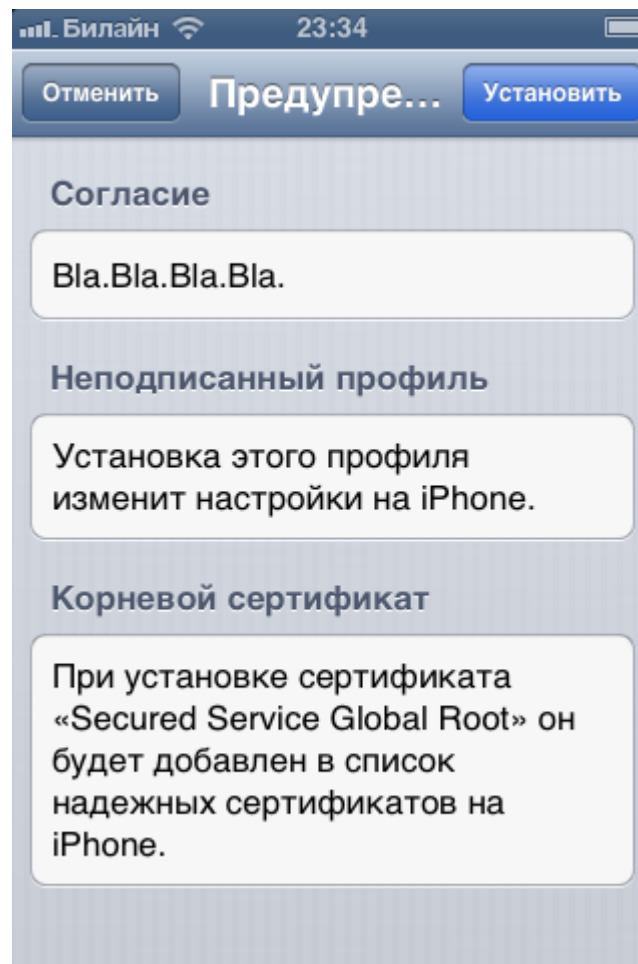 Билайн 23:34
Отменить Предупре... Установить
Согласие
Bla.Bla.Bla.Bla.
Неподписанный профиль
Установка этого профиля
изменит настройки на iPhone.
Корневой сертификат
При установке сертификата
«Secured Service Global Root» он
будет добавлен в список
надежных сертификатов на
iPhone.